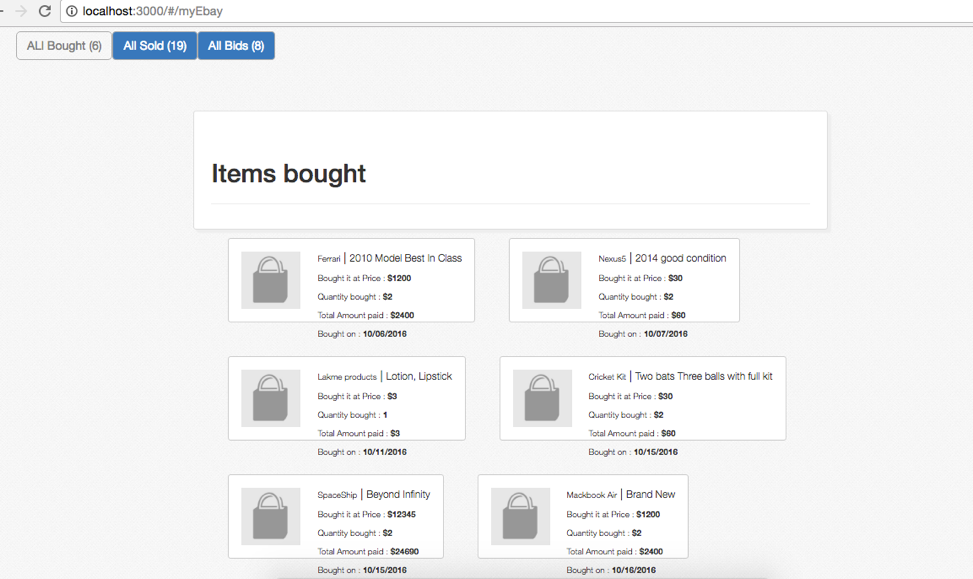 localhost:3000/#/myEbay
ALl Bought (6) All Sold (19) All Bids (8)
Items bought
Ferrari | 2010 Model Best In Class
Bought it at Price : $1200
Quantity bought : $2
Total Amount paid : $2400
Bought on : 10/06/2016
Nexus5 | 2014 good condition
Bought it at Price : $30
Quantity bought : $2
Total Amount paid : $60
Bought on : 10/07/2016
Lakme products | Lotion, Lipstick
Bought it at Price : $3
Quantity bought : 1
Total Amount paid : $3
Bought on : 10/11/2016
Cricket Kit | Two bats Three balls with full kit
Bought it at Price : $30
Quantity bought : $2
Total Amount paid : $60
Bought on : 10/15/2016
SpaceShip | Beyond Infinity
Bought it at Price : $12345
Quantity bought : $2
Total Amount paid : $24690
Bought on : 10/15/2016
Mackbook Air | Brand New
Bought it at Price : $1200
Quantity bought : $2
Total Amount paid : $2400
Bought on : 10/16/2016